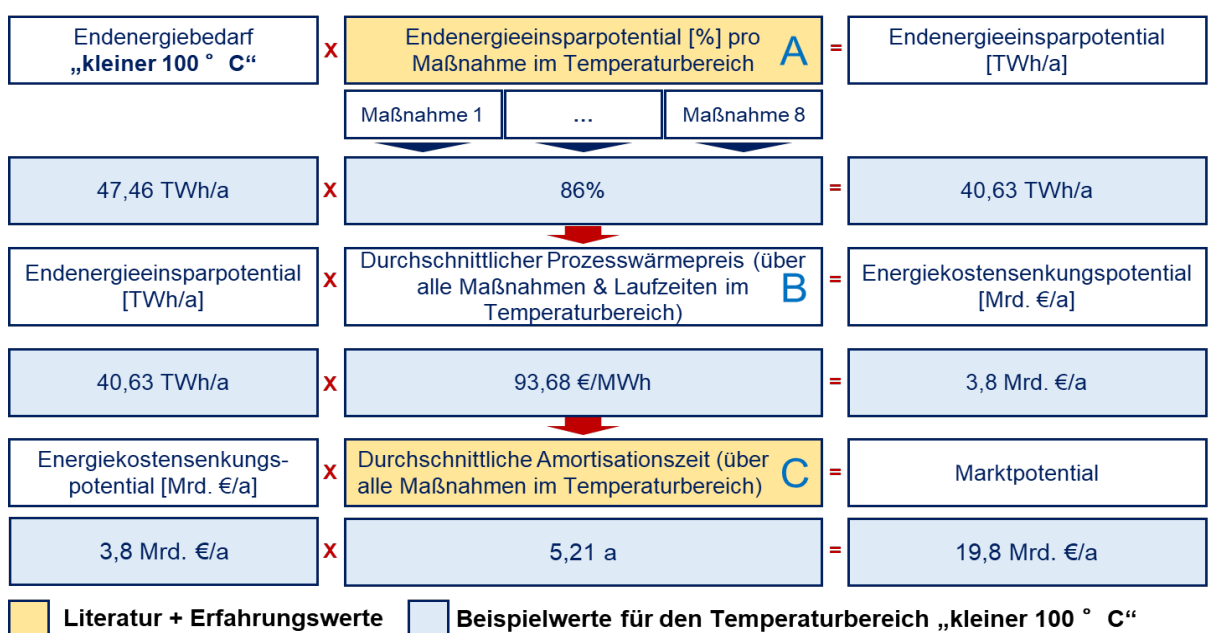 Endenergiebedarf
„kleiner 100 ° C“
x
Endenergieeinsparpotential [%] pro
Maßnahme im Temperaturbereich
A
=
Endenergieeinsparpotential
[TWh/a]
Maßnahme 1
...
Maßnahme 8
47,46 TWh/a
x
86%
=
40,63 TWh/a
Endenergieeinsparpotential
[TWh/a]
x
Durchschnittlicher Prozesswärmepreis (über
alle Maßnahmen & Laufzeiten im
Temperaturbereich)
B
=
Energiekostensenkungspotential
[Mrd. €/a]
40,63 TWh/a
x
93,68 €/MWh
=
3,8 Mrd. €/a
Energiekostensenkungs-
potential [Mrd. €/a]
x
Durchschnittliche Amortisationszeit (über
alle Maßnahmen im Temperaturbereich)
C
=
Marktpotential
3,8 Mrd. €/a
x
5,21 a
=
19,8 Mrd. €/a
Literatur + Erfahrungswerte
Beispielwerte für den Temperaturbereich „kleiner 100 ° C“